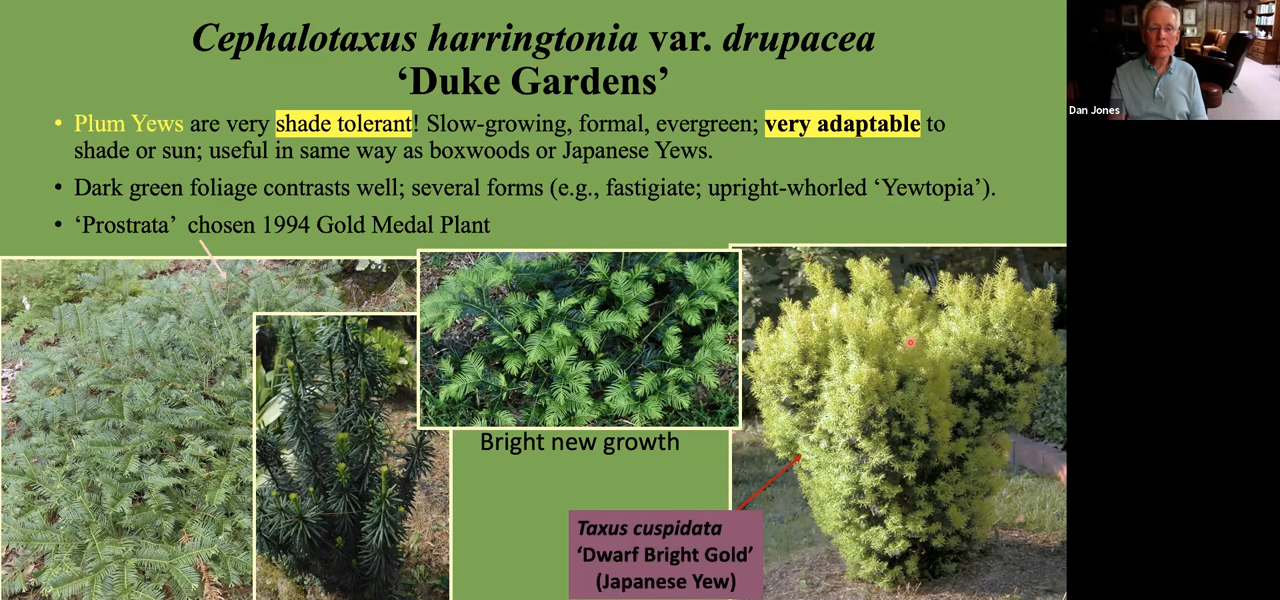 Cephalotaxus harringtonia var. drupacea
‘Duke Gardens’
• Plum Yews are very shade tolerant! Slow-growing, formal, evergreen; very adaptable to
shade or sun; useful in same way as boxwoods or Japanese Yews.
• Dark green foliage contrasts well; several forms (e.g., fastigiate; upright-whorled ‘Yewtopia’).
• ‘Prostrata’ chosen 1994 Gold Medal Plant
Bright new growth
Taxus cuspidata
‘Dwarf Bright Gold’
(Japanese Yew)
Dan Jones